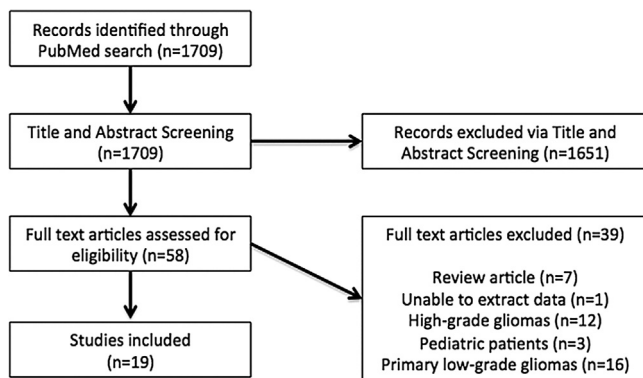 Records identified through
PubMed search (n=1709)
Title and Abstract Screening
(n=1709)
Records excluded via Title and
Abstract Screening (n=1651)
Full text articles assessed for
eligibility (n=58)
Full text articles excluded (n=39)
Review article (n=7)
Unable to extract data (n=1)
High-grade gliomas (n=12)
Pediatric patients (n=3)
Primary low-grade gliomas (n=16)
Studies included
(n=19)